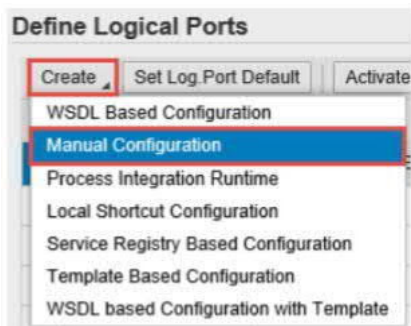 Define Logical Ports
Create Set Log.Port Default Activate
WSDL Based Configuration
Manual Configuration
Process Integration Runtime
Local Shortcut Configuration
Service Registry Based Configuration
Template Based Configuration
WSDL based Configuration with Template